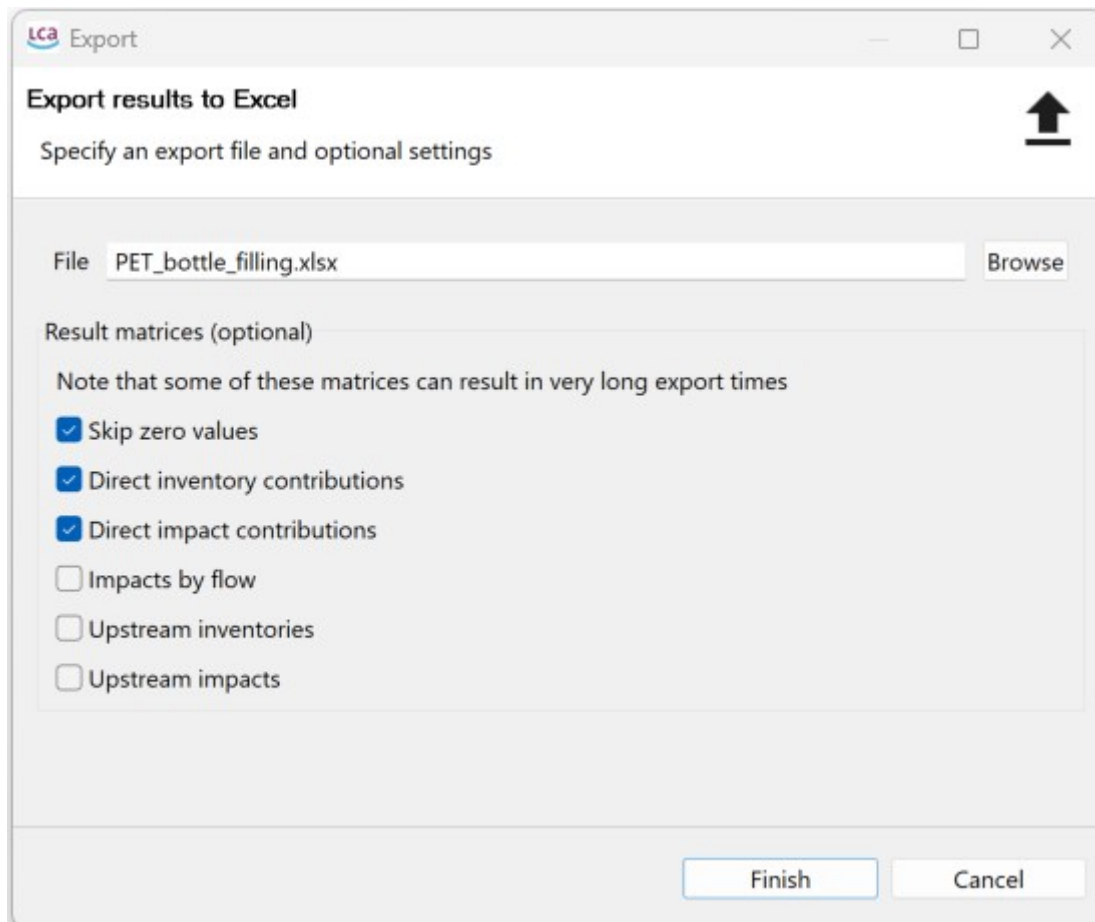 LCA Export
Export results to Excel
Specify an export file and optional settings
File PET_bottle_filling.xlsx Browse
Result matrices (optional)
Note that some of these matrices can result in very long export times
Skip zero values
Direct inventory contributions
Direct impact contributions
Impacts by flow
Upstream inventories
Upstream impacts
Finish Cancel